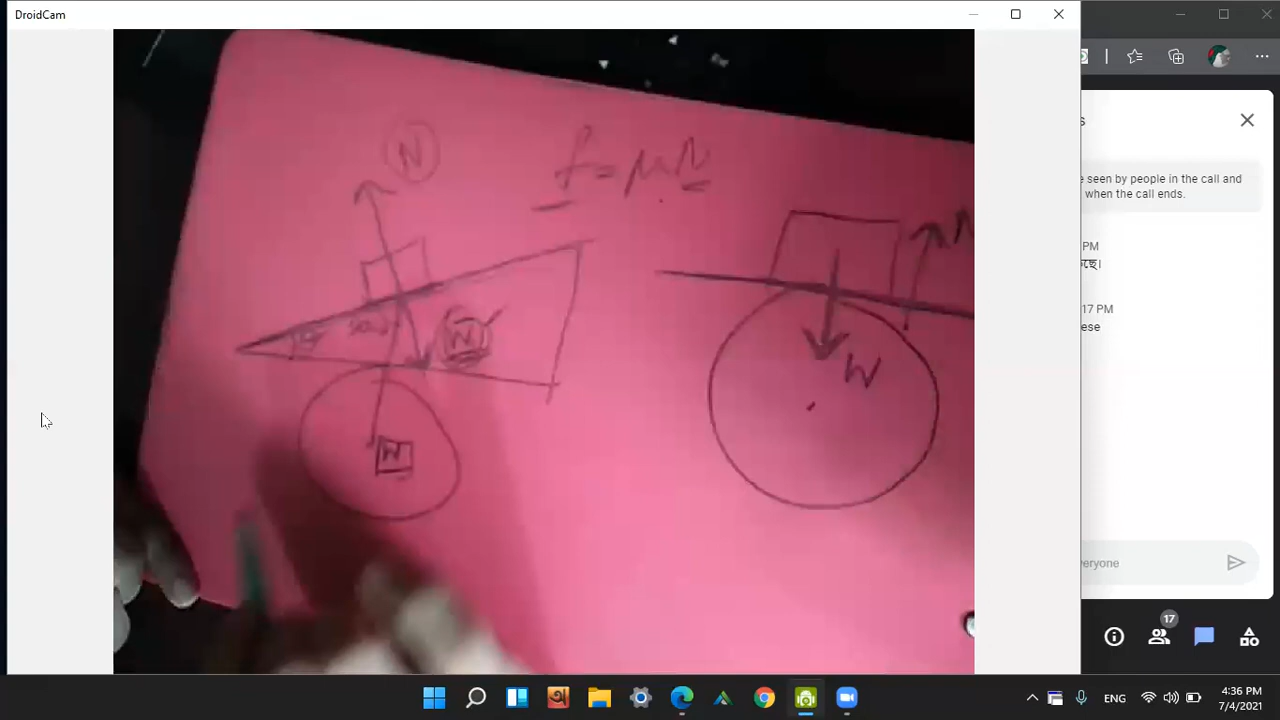 DroidCam
s
seen by people in the call and
when the call ends.
PM
17 PM
ese
N
f = μN
N
W
W
W
eryone
17
ENG
4:36 PM
7/4/2021